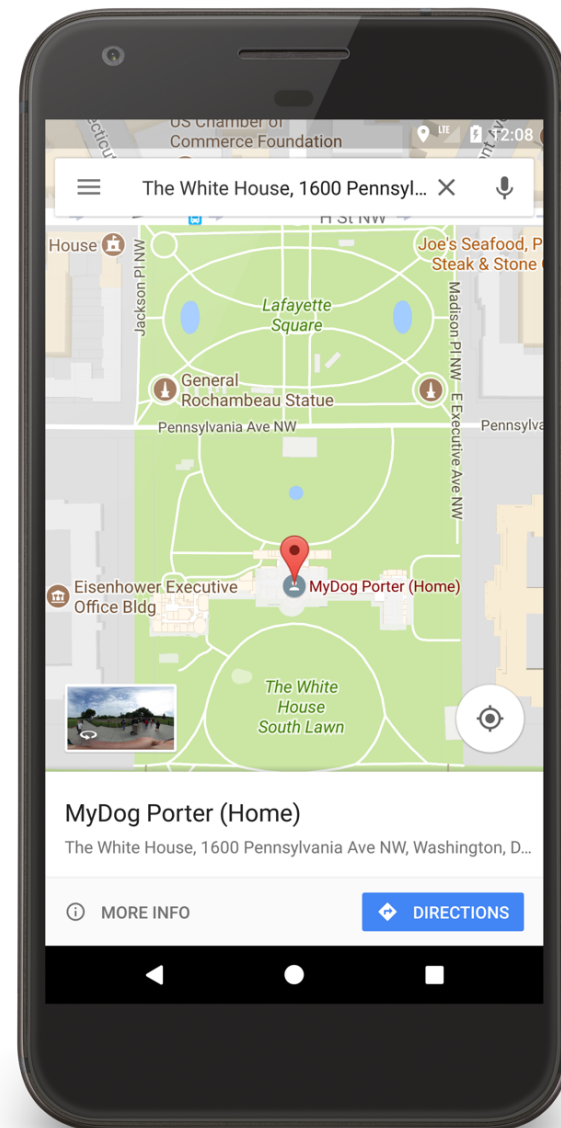 US Chamber of
Commerce Foundation
LTE
12:08
The White House, 1600 Pennsyl...
H St NW
House
Jackson Pl NW
Joe's Seafood, P
Steak & Stone
Madison Pl NW
Lafayette
Square
General
Rochambeau Statue
E Executive Ave NW
Pennsylvania Ave NW
Pennsylva
MyDog Porter (Home)
Eisenhower Executive
Office Bldg
The White
House
South Lawn
MyDog Porter (Home)
The White House, 1600 Pennsylvania Ave NW, Washington, D...
MORE INFO
DIRECTIONS